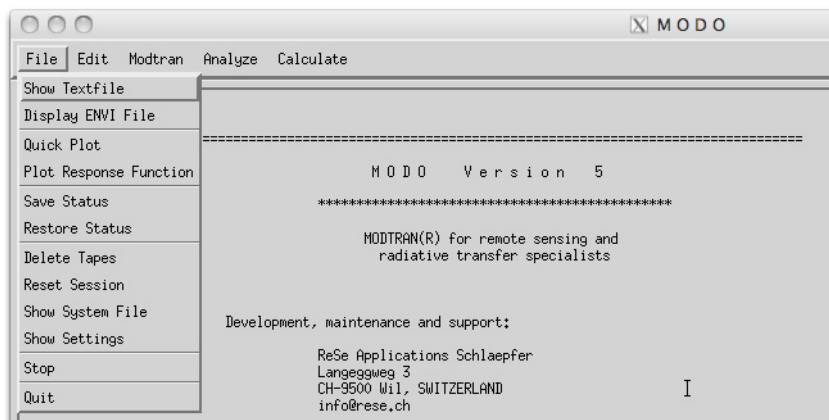 X M O D O
File Edit Modtran Analyze Calculate
Show Textfile
Display ENVI File
Quick Plot
Plot Response Function
Save Status
Restore Status
Delete Tapes
Reset Session
Show System File
Show Settings
Stop
Quit
==============================================================================
M O D O   V e r s i o n   5
**********************************************
MODTRAN(R) for remote sensing and
radiative transfer specialists
Development, maintenance and support:
ReSe Applications Schlaepfer
Langeggweg 3
CH-9500 Wil, SWITZERLAND
info@rese.ch